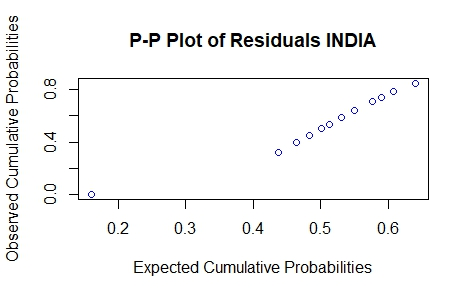 P-P Plot of Residuals INDIA
Observed Cumulative Probabilities
0.8
0.4
0.0
0.2 0.3 0.4 0.5 0.6
Expected Cumulative Probabilities